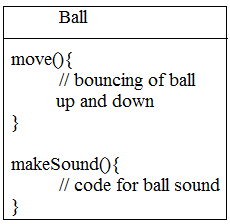 Ball
move(){
// bouncing of ball
up and down
}
makeSound(){
// code for ball sound
}